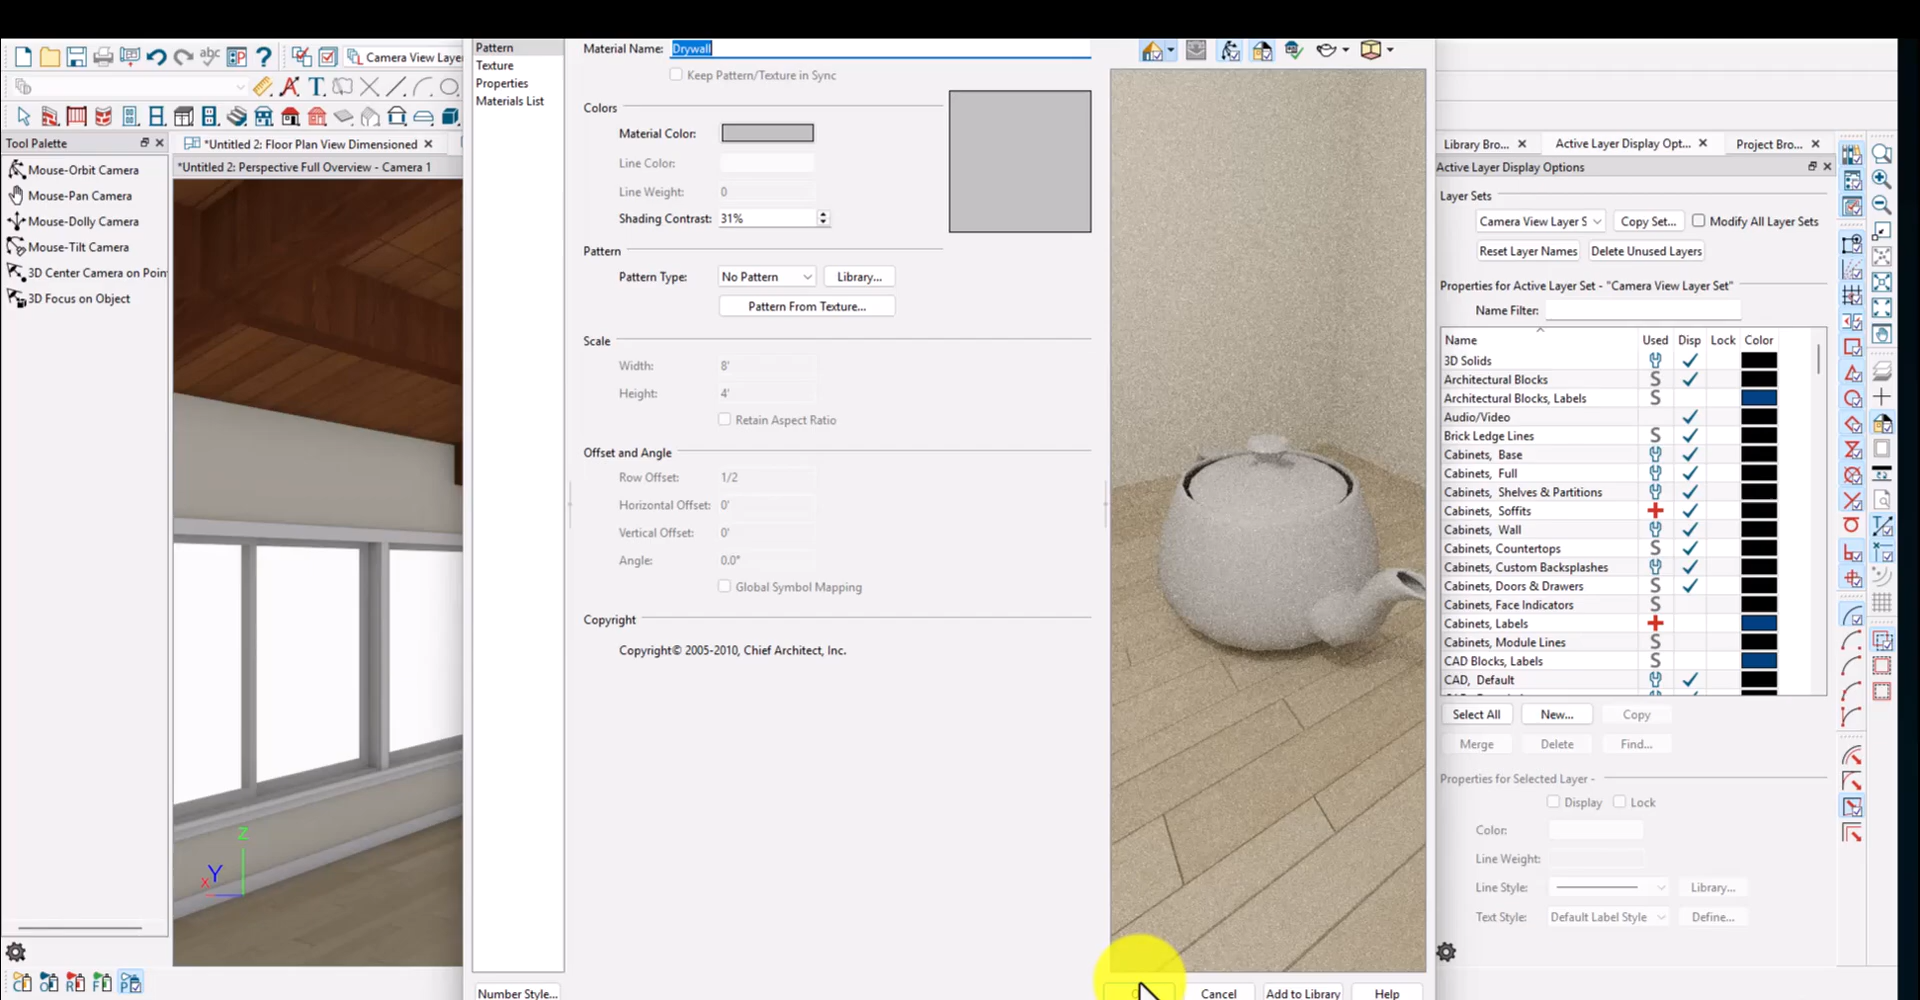 abc
Camera View Layer
Tool Palette
Mouse-Orbit Camera
Mouse-Pan Camera
Mouse-Dolly Camera
Mouse-Tilt Camera
3D Center Camera on Poin
3D Focus on Object
*Untitled 2: Floor Plan View Dimensioned
*Untitled 2: Perspective Full Overview - Camera 1
Z
Y
X
Pattern
Texture
Properties
Materials List
Material Name: Drywall
Keep Pattern/Texture in Sync
Colors
Material Color:
Line Color:
Line Weight: 0
Shading Contrast: 31%
Pattern
Pattern Type: No Pattern Library...
Pattern From Texture...
Scale
Width: 8'
Height: 4'
Retain Aspect Ratio
Offset and Angle
Row Offset: 1/2
Horizontal Offset: 0'
Vertical Offset: 0'
Angle: 0.0°
Global Symbol Mapping
Copyright
Copyright© 2005-2010, Chief Architect, Inc.
Number Style...
Cancel Add to Library Help
Library Bro... Active Layer Display Opt... Project Bro...
Active Layer Display Options
Layer Sets
Camera View Layer S Copy Set... Modify All Layer Sets
Reset Layer Names Delete Unused Layers
Properties for Active Layer Set - "Camera View Layer Set"
Name Filter:
Name Used Disp Lock Color
3D Solids
Architectural Blocks S
Architectural Blocks, Labels S
Audio/Video
Brick Ledge Lines S
Cabinets, Base
Cabinets, Full
Cabinets, Shelves & Partitions
Cabinets, Soffits
Cabinets, Wall
Cabinets, Countertops S
Cabinets, Custom Backsplashes
Cabinets, Doors & Drawers S
Cabinets, Face Indicators S
Cabinets, Labels
Cabinets, Module Lines S
CAD Blocks, Labels S
CAD, Default
Select All New... Copy
Merge Delete Find...
Properties for Selected Layer -
Display Lock
Color:
Line Weight:
Line Style: Library...
Text Style: Default Label Style Define...